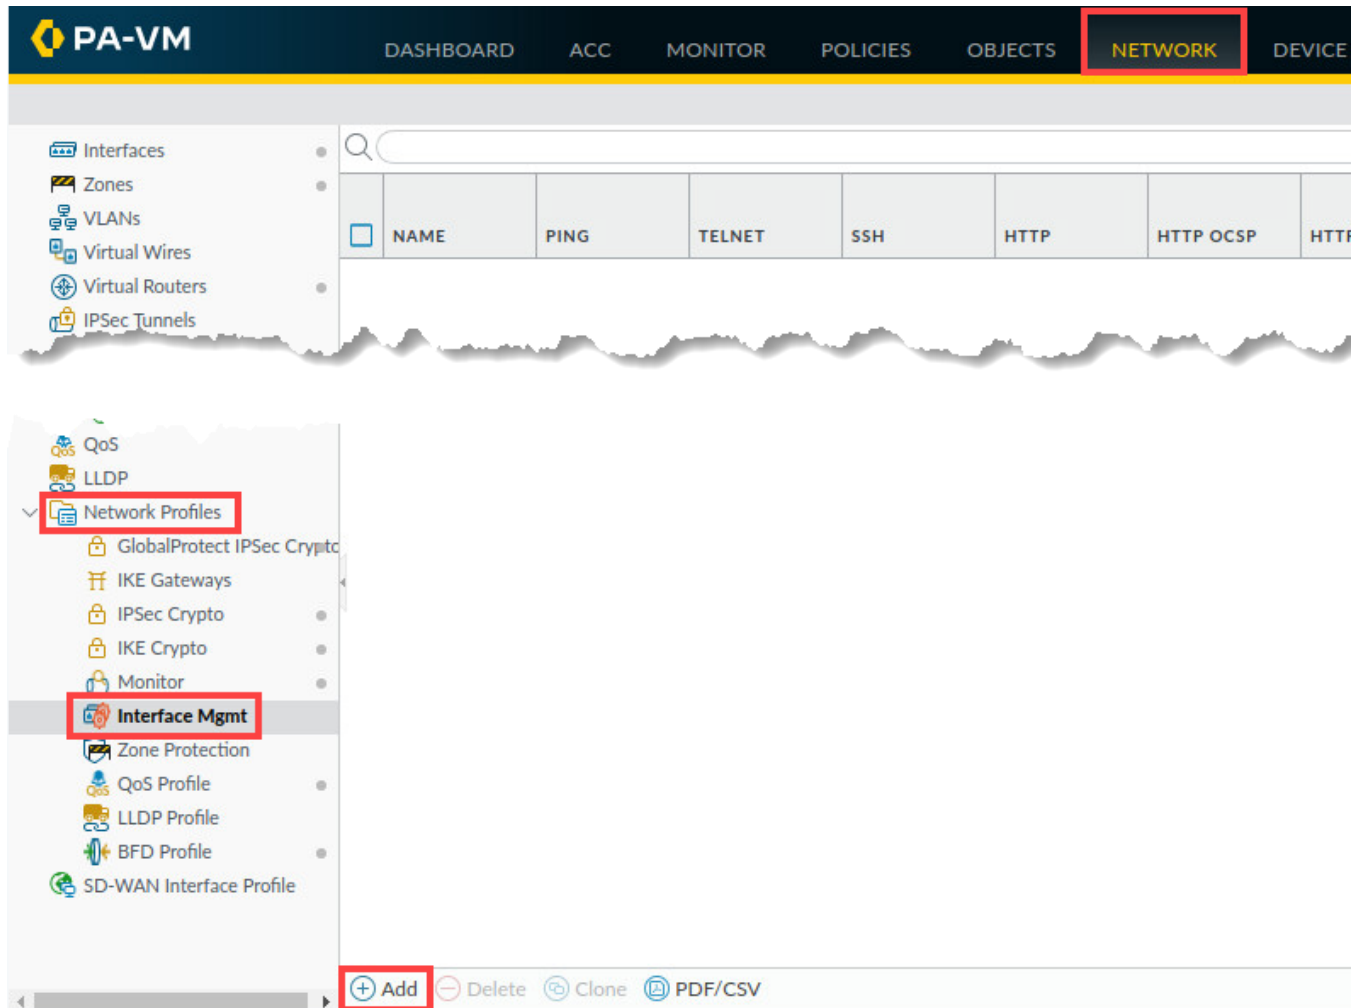 PA-VM
DASHBOARD ACC MONITOR POLICIES OBJECTS NETWORK DEVICE
Interfaces
Zones
VLANs
Virtual Wires
Virtual Routers
IPSec Tunnels
NAME PING TELNET SSH HTTP HTTP OCSP
QoS
LLDP
Network Profiles
GlobalProtect IPSec Crypto
IKE Gateways
IPSec Crypto
IKE Crypto
Monitor
Interface Mgmt
Zone Protection
QoS Profile
LLDP Profile
BFD Profile
SD-WAN Interface Profile
Add Delete Clone PDF/CSV